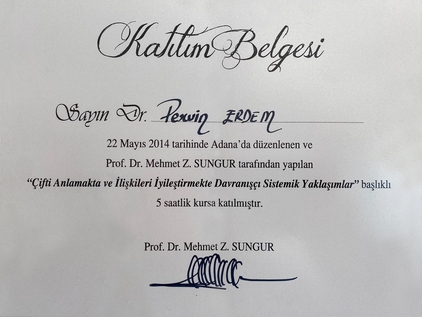 Katılım Belgesi
Sayın Dr. Pervin ERDEM
22 Mayıs 2014 tarihinde Adana'da düzenlenen ve
Prof. Dr. Mehmet Z. SUNGUR tarafından yapılan
“Çifti Anlamakta ve İlişkileri İyileştirmekte Davranışçı Sistemik Yaklaşımlar” başlıklı
5 saatlik kursa katılmıştır.
Prof. Dr. Mehmet Z. SUNGUR